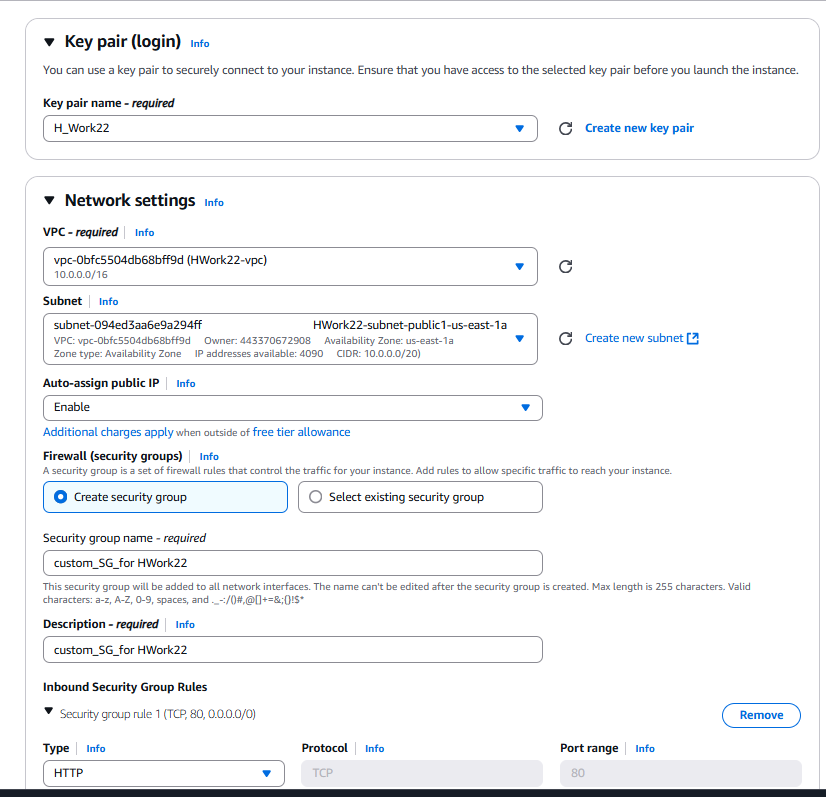 Key pair (login) Info
You can use a key pair to securely connect to your instance. Ensure that you have access to the selected key pair before you launch the instance.
Key pair name - required
H_Work22
Create new key pair
Network settings Info
VPC - required Info
vpc-0bfc5504db68bff9d (HWork22-vpc)
10.0.0.0/16
Subnet Info
subnet-094ed3aa6e9a294ff HWork22-subnet-public1-us-east-1a
VPC: vpc-0bfc5504db68bff9d Owner: 443370672908 Availability Zone: us-east-1a
Zone type: Availability Zone IP addresses available: 4090 CIDR: 10.0.0.0/20)
Create new subnet
Auto-assign public IP Info
Enable
Additional charges apply when outside of free tier allowance
Firewall (security groups) Info
A security group is a set of firewall rules that control the traffic for your instance. Add rules to allow specific traffic to reach your instance.
Create security group Select existing security group
Security group name - required
custom_SG_for HWork22
This security group will be added to all network interfaces. The name can't be edited after the security group is created. Max length is 255 characters. Valid
characters: a-z, A-Z, 0-9, spaces, and ._-:/()#,@[]+=&;{}!$*
Description - required Info
custom_SG_for HWork22
Inbound Security Group Rules
Security group rule 1 (TCP, 80, 0.0.0.0/0)
Remove
Type Info Protocol Info Port range Info
HTTP TCP 80